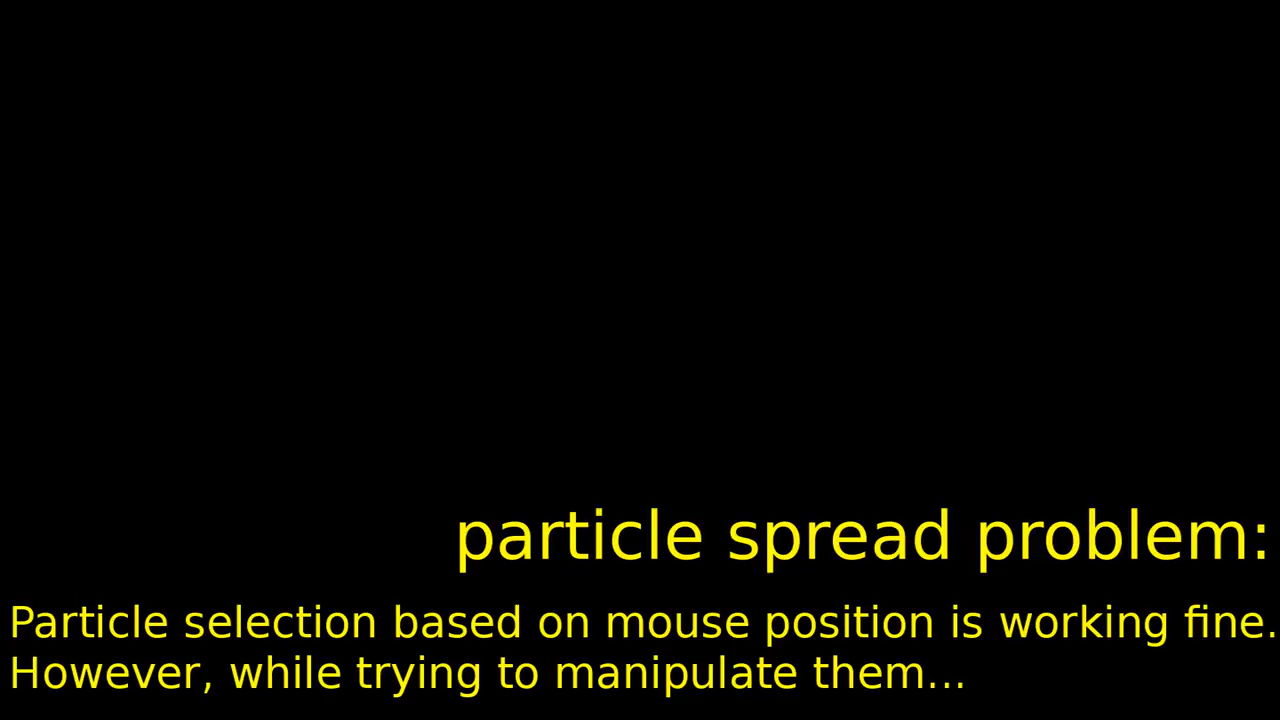 particle spread problem:
Particle selection based on mouse position is working fine.
However, while trying to manipulate them...